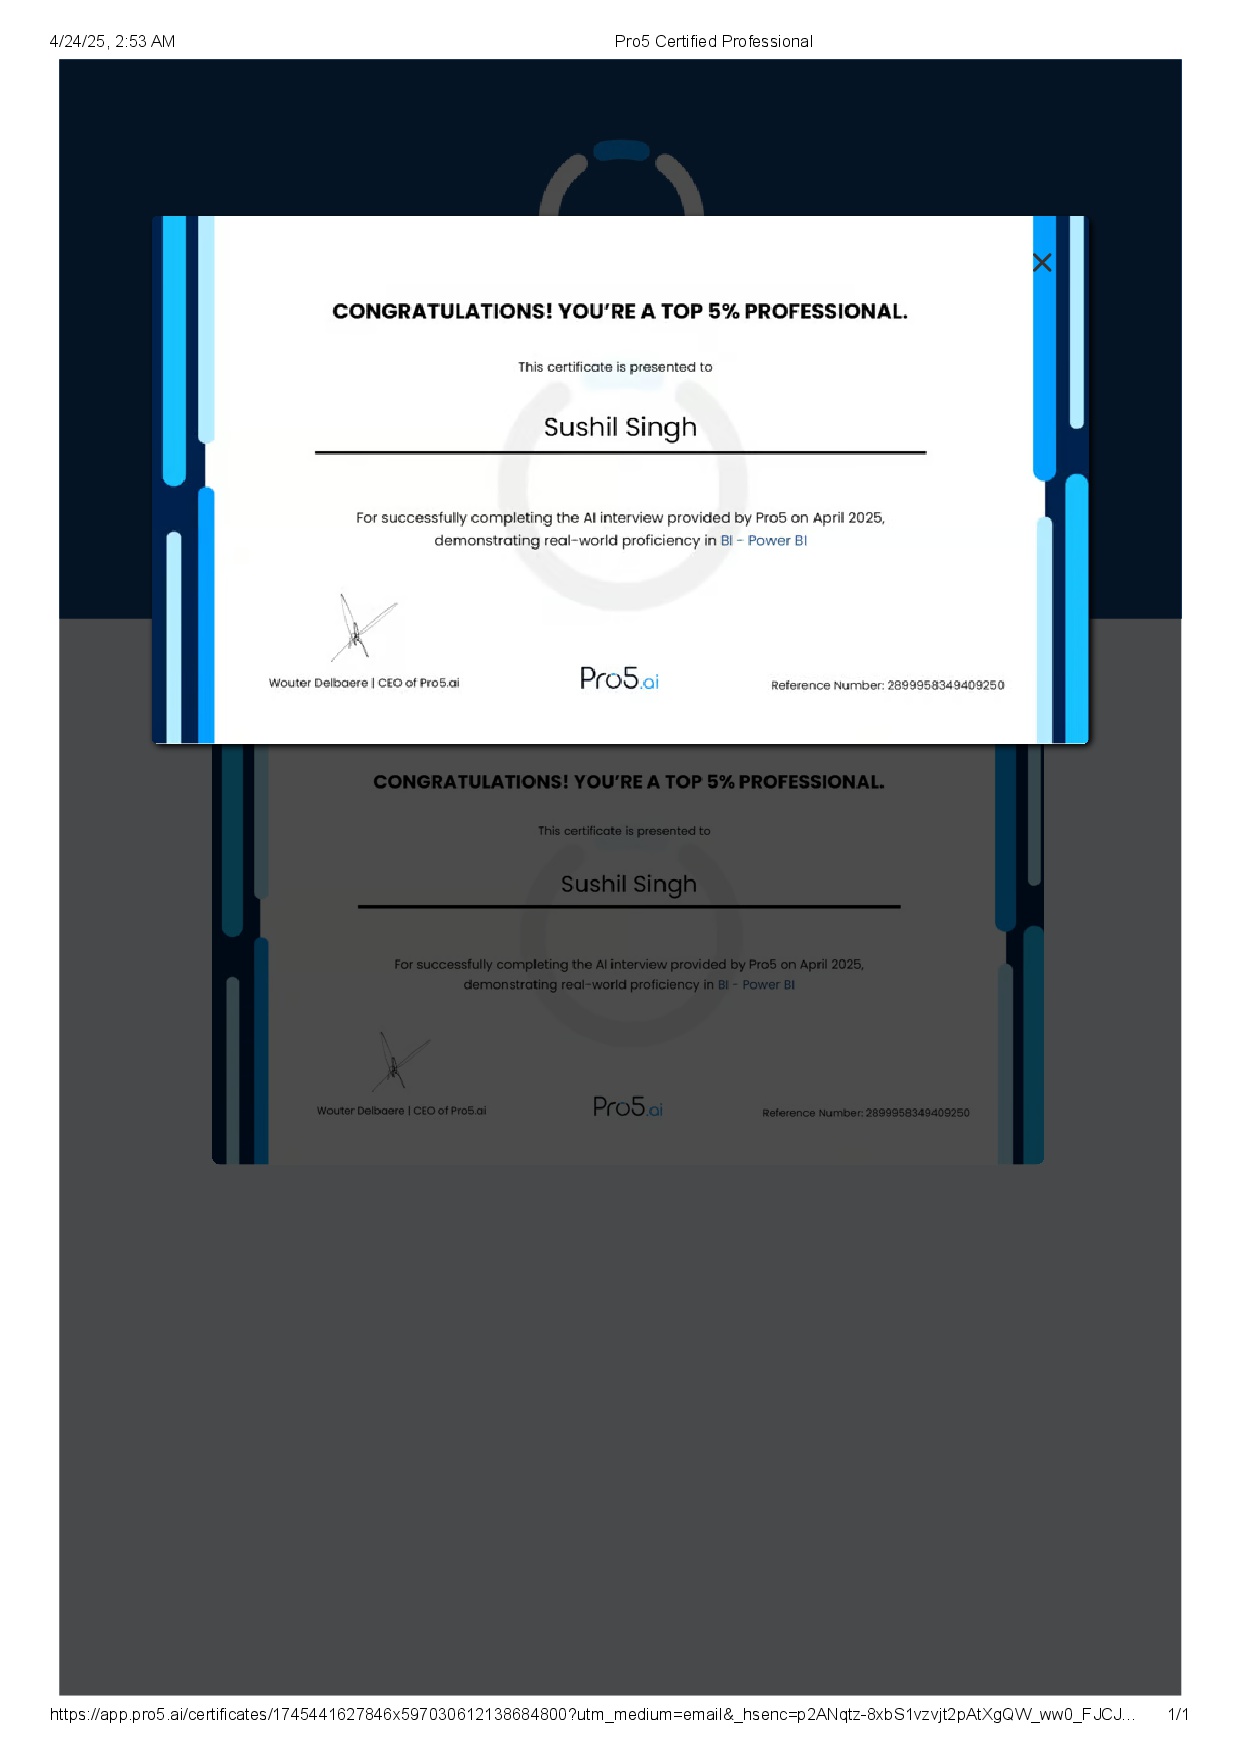 4/24/25, 2:53 AM
Pro5 Certified Professional
CONGRATULATIONS! YOU'RE A TOP 5% PROFESSIONAL.
This certificate is presented to
Sushil Singh
For successfully completing the AI interview provided by Pro5 on April 2025,
demonstrating real-world proficiency in BI - Power BI
Wouter Delbaere | CEO of Pro5.ai
Pro5.ai
Reference Number: 2899958349409250
CONGRATULATIONS! YOU'RE A TOP 5% PROFESSIONAL.
This certificate is presented to
Sushil Singh
For successfully completing the AI interview provided by Pro5 on April 2025,
demonstrating real-world proficiency in BI - Power BI
Wouter Delbaere | CEO of Pro5.ai
Pro5.ai
Reference Number: 2899958349409250
https://app.pro5.ai/certificates/1745441627846x597030612138684800?utm_medium=email&_hsenc=p2ANqtz-8xbS1vzvjt2pAtXgQW_ww0_FJCJ...
1/1